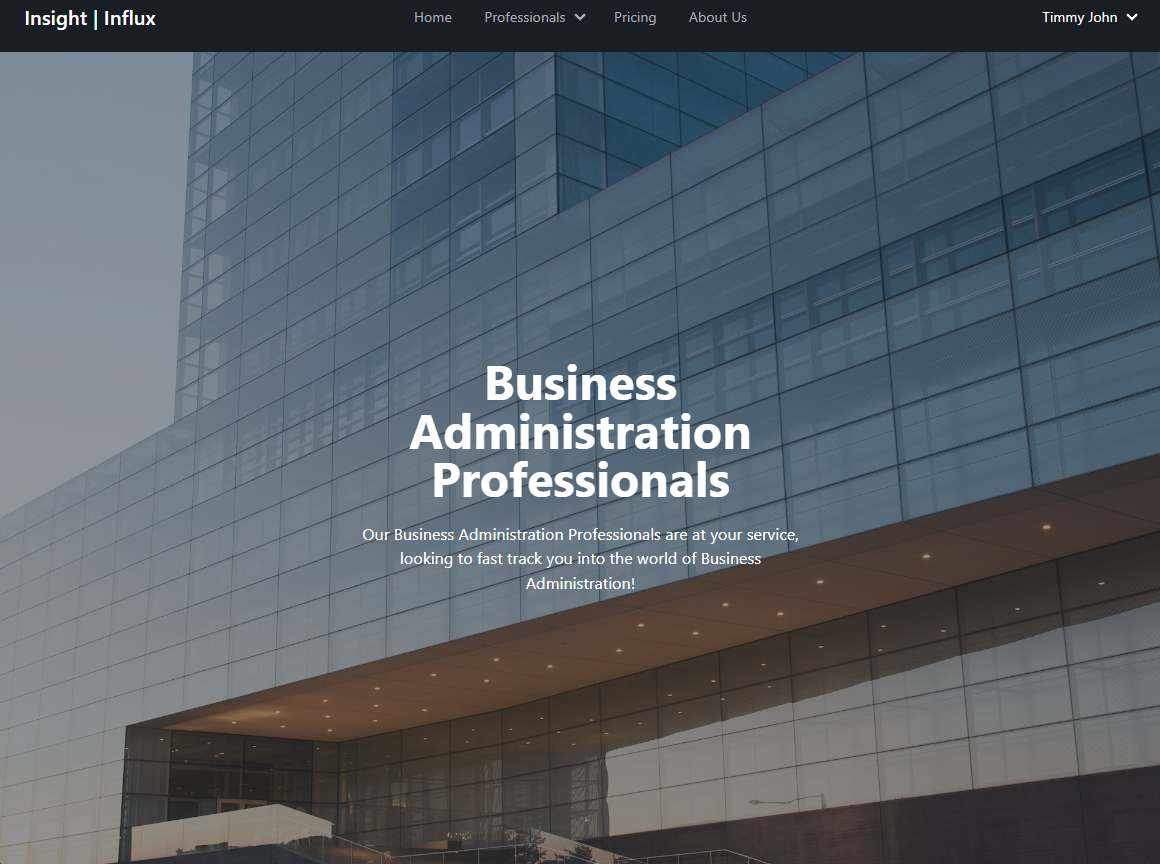 Insight | Influx
Home
Professionals
Pricing
About Us
Timmy John
Business
Administration
Professionals
Our Business Administration Professionals are at your service,
looking to fast track you into the world of Business
Administration!